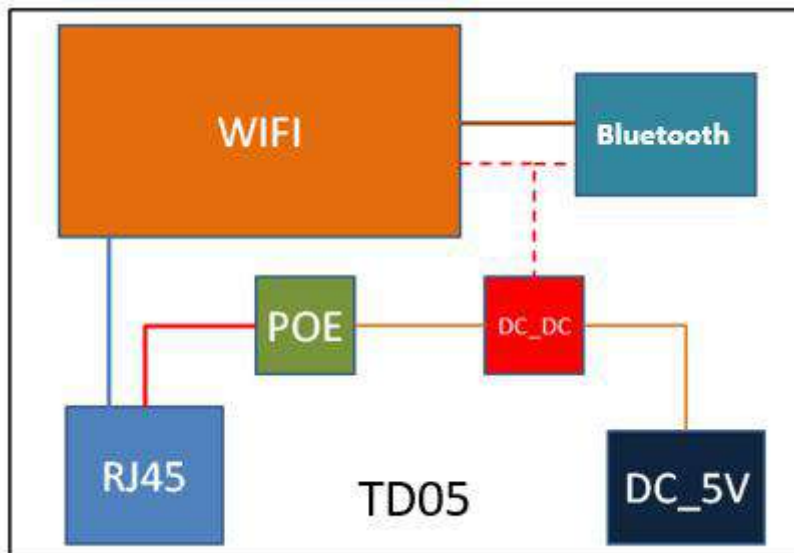 WIFI
Bluetooth
POE
DC_DC
RJ45
TD05
DC_5V